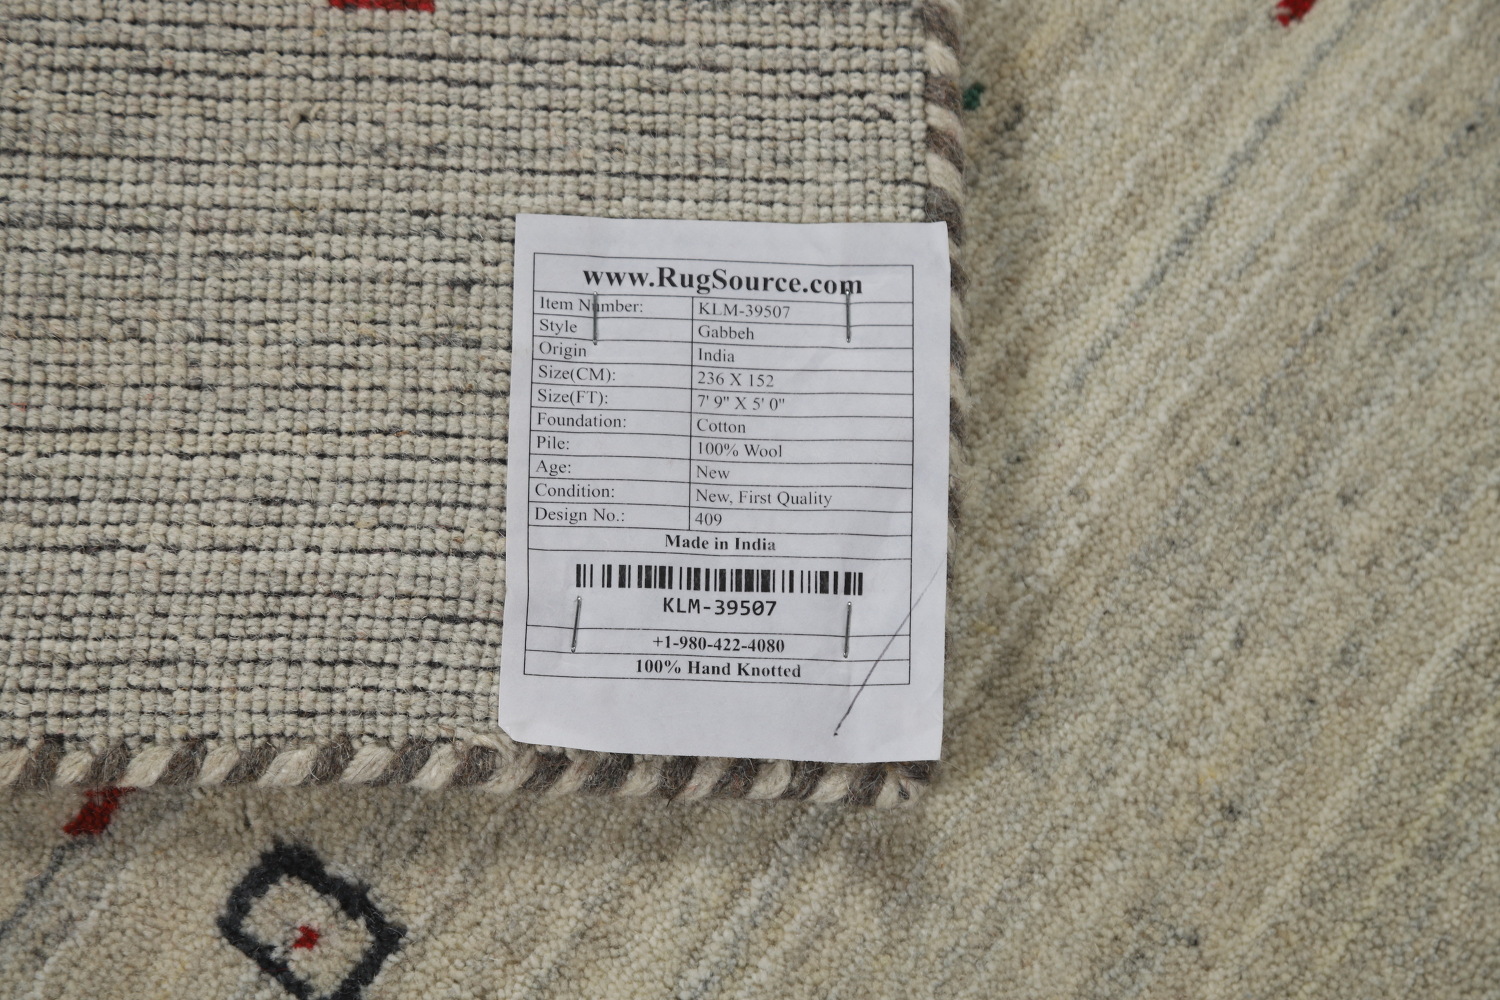 www.RugSource.com
Item Number: KLM-39507
Style Gabbeh
Origin India
Size(CM): 236 X 152
Size(FT): 7' 9" X 5' 0"
Foundation: Cotton
Pile: 100% Wool
Age: New
Condition: New, First Quality
Design No.: 409
Made in India
KLM-39507
+1-980-422-4080
100% Hand Knotted